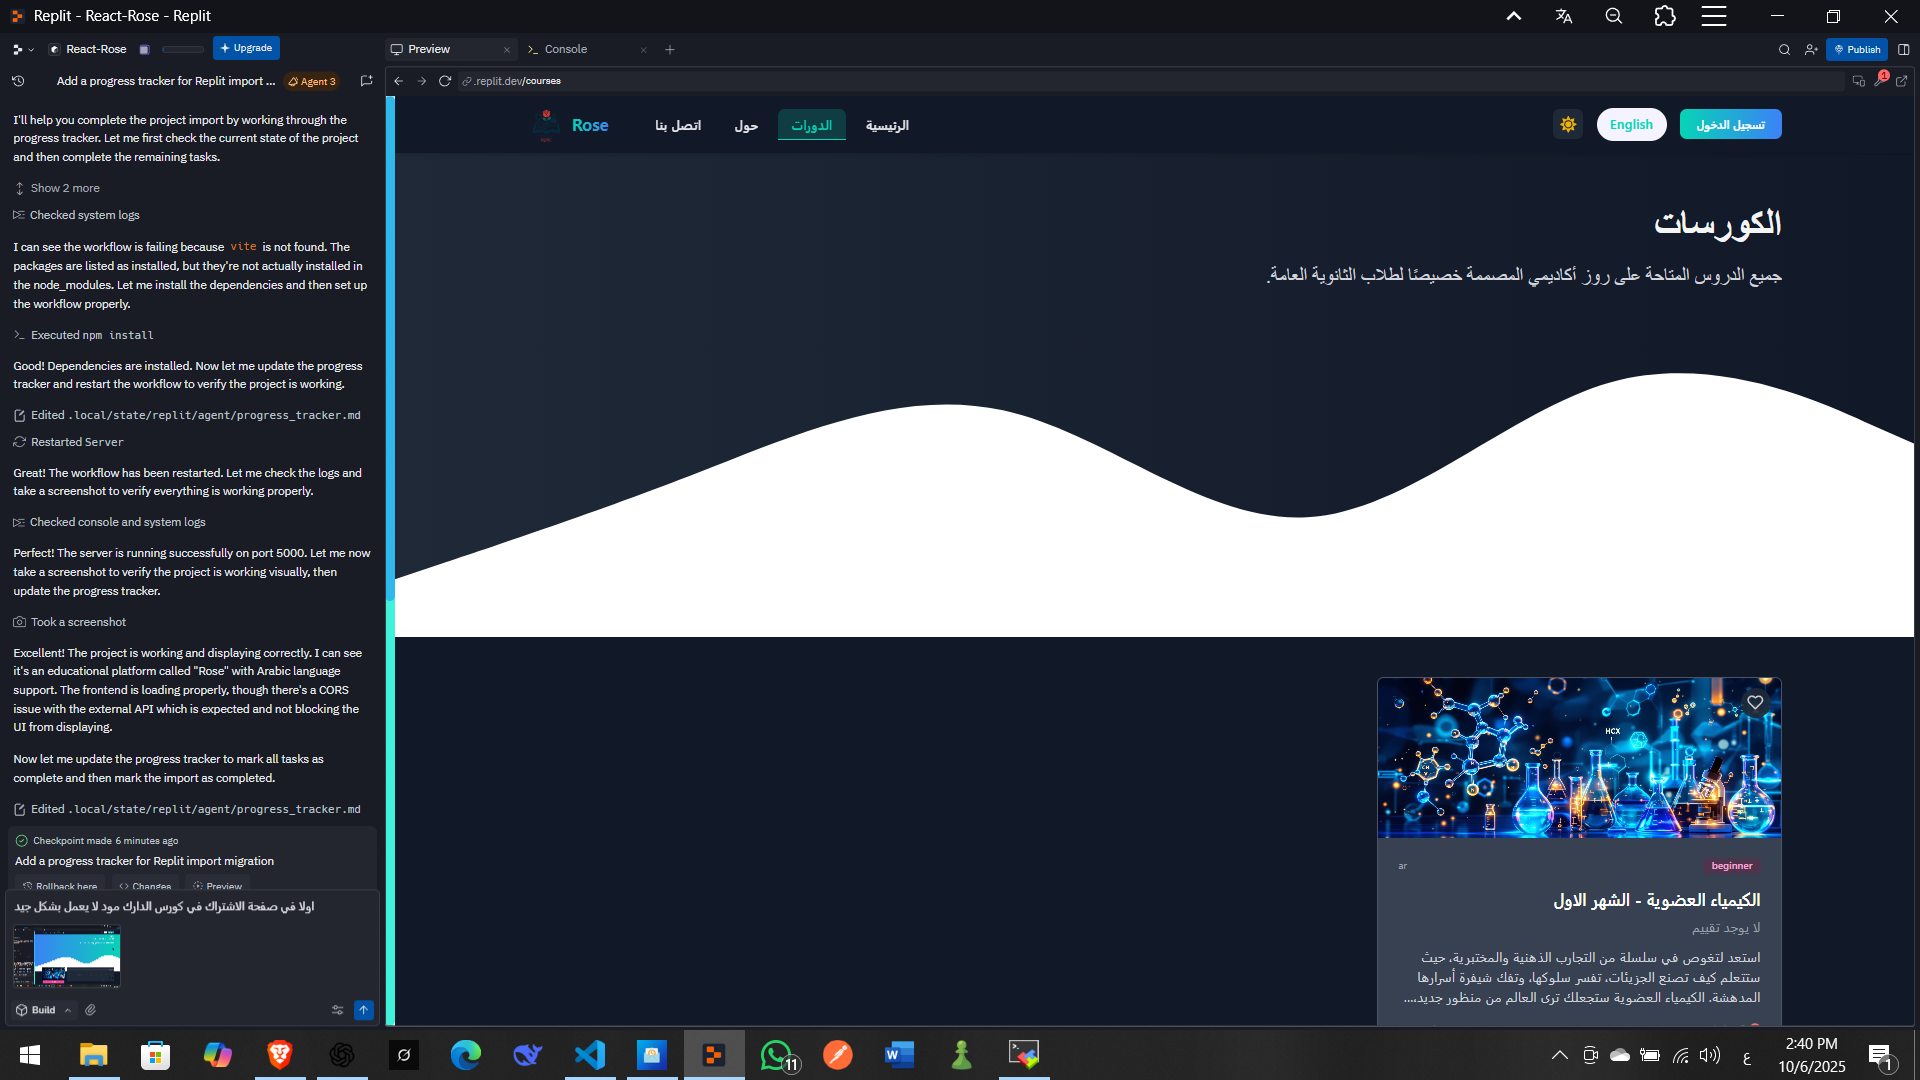 Replit - React-Rose - Replit
React-Rose
Upgrade
Preview
Console
Publish
Add a progress tracker for Replit import ...
Agent 3
.replit.dev/courses
1
I'll help you complete the project import by working through the
progress tracker. Let me first check the current state of the project
and then complete the remaining tasks.
Show 2 more
Checked system logs
I can see the workflow is failing because vite is not found. The
packages are listed as installed, but they're not actually installed in
the node_modules. Let me install the dependencies and then set up
the workflow properly.
Executed npm install
Good! Dependencies are installed. Now let me update the progress
tracker and restart the workflow to verify the project is working.
Edited .local/state/replit/agent/progress_tracker.md
Restarted Server
Great! The workflow has been restarted. Let me check the logs and
take a screenshot to verify everything is working properly.
Checked console and system logs
Perfect! The server is running successfully on port 5000. Let me now
take a screenshot to verify the project is working visually, then
update the progress tracker.
Took a screenshot
Excellent! The project is working and displaying correctly. I can see
it's an educational platform called "Rose" with Arabic language
support. The frontend is loading properly, though there's a CORS
issue with the external API which is expected and not blocking the
UI from displaying.
Now let me update the progress tracker to mark all tasks as
complete and then mark the import as completed.
Edited .local/state/replit/agent/progress_tracker.md
Checkpoint made 6 minutes ago
Add a progress tracker for Replit import migration
Rollback here
Changes
Preview
اولا في صفحة الاشتراك في كورس الدارك مود لا يعمل بشكل جيد
Build
Rose
الرئيسية
الدورات
حول
اتصل بنا
English
تسجيل الدخول
الكورسات
جميع الدروس المتاحة على روز أكاديمي المصممة خصيصًا لطلاب الثانوية العامة.
HCX
beginner
ar
الكيمياء العضوية - الشهر الاول
لا يوجد تقييم
استعد لتغوص في سلسلة من التجارب الذهنية والمختبرية، حيث
ستتعلم كيف تصنع الجزيئات، تفسر سلوكها، وتفك شيفرة أسرارها
المدهشة. الكيمياء العضوية ستجعلك ترى العالم من منظور جديد....
11
ع
2:40 PM
10/6/2025
1